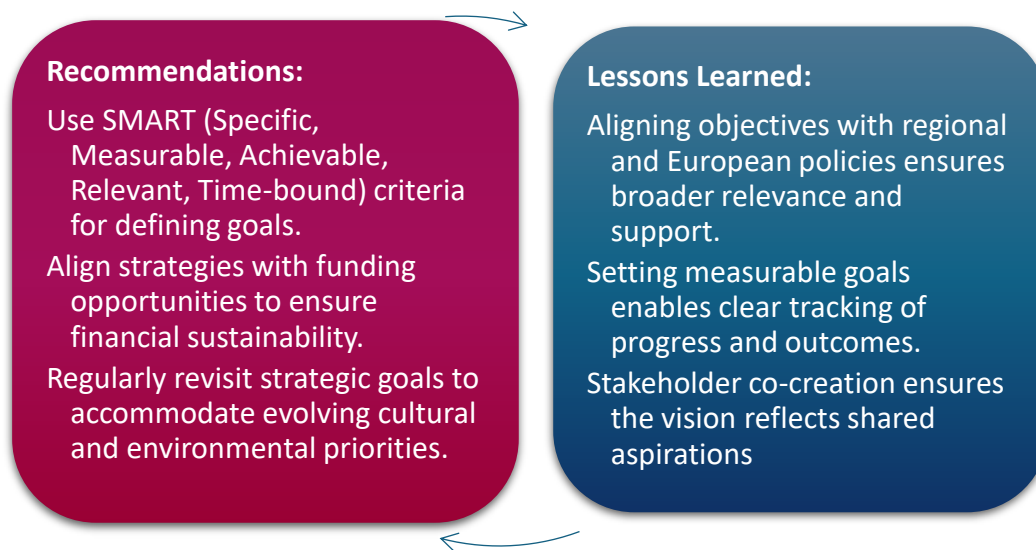 Recommendations:
Use SMART (Specific,
Measurable, Achievable,
Relevant, Time-bound) criteria
for defining goals.
Align strategies with funding
opportunities to ensure
financial sustainability.
Regularly revisit strategic goals to
accommodate evolving cultural
and environmental priorities.
Lessons Learned:
Aligning objectives with regional
and European policies ensures
broader relevance and
support.
Setting measurable goals
enables clear tracking of
progress and outcomes.
Stakeholder co-creation ensures
the vision reflects shared
aspirations